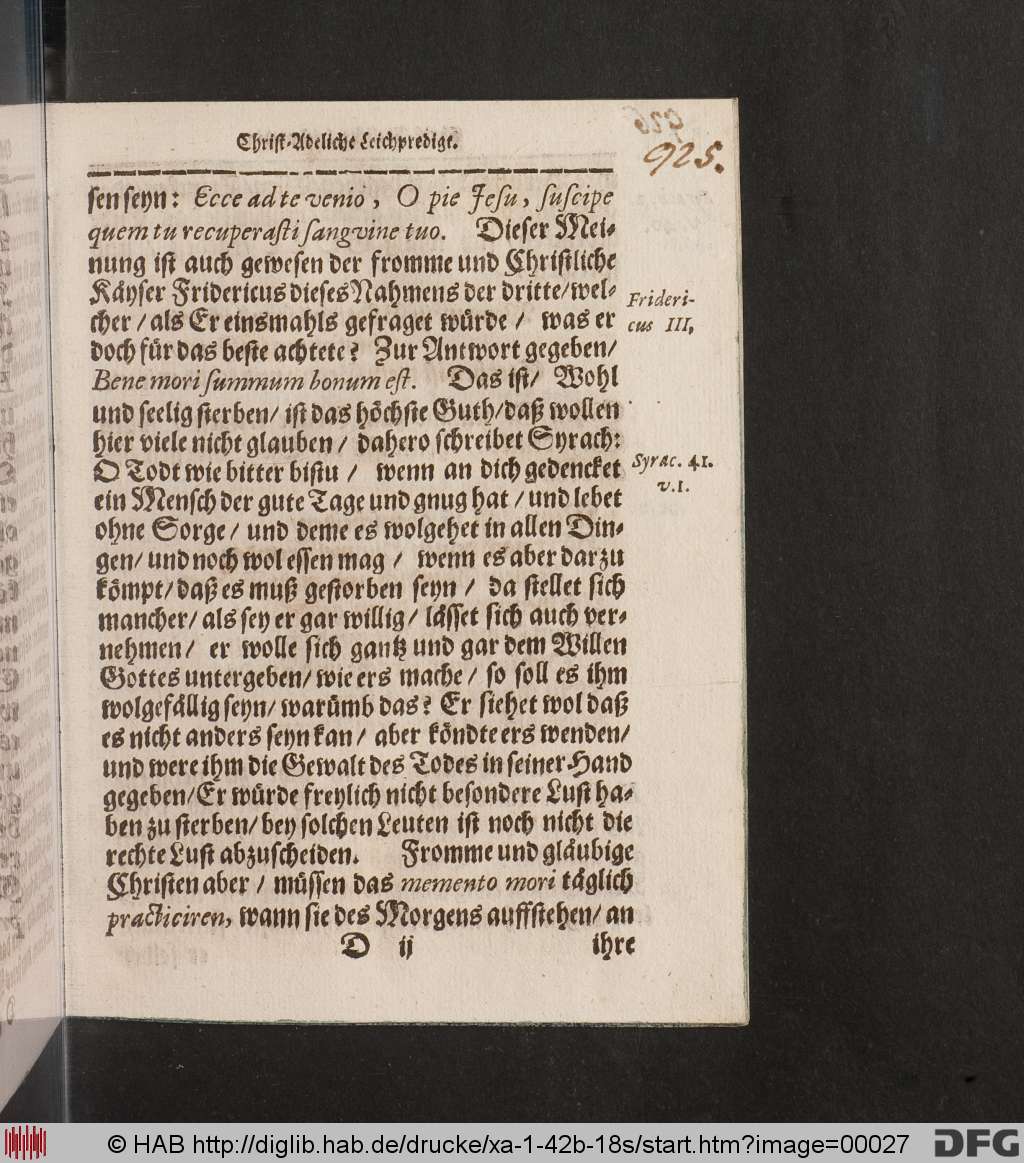 Christ-Adeliche Leichpredigt.
925.
sen seyn: Ecce ad te venio, O pie Jesu, suscipe
quem tu recuperasti sangvine tuo. Dieser Mei-
nung ist auch gewesen der fromme und Christliche
Käyser Fridericus dieses Nahmens der dritte/ wel-
cher / als Er einsmahls gefraget würde / was er
doch für das beste achtete? Zur Antwort gegeben/
Bene mori summum bonum est. Das ist/ Wohl
und seelig sterben/ ist das höchste Guth/ daß wollen
hier viele nicht glauben / dahero schreibet Syrach:
O Todt wie bitter bistu / wenn an dich gedencket
ein Mensch der gute Tage und gnug hat / und lebet
ohne Sorge / und deme es wolgehet in allen Din-
gen/ und noch wol essen mag / wenn es aber darzu
kömpt/ daß es muß gestorben seyn / da stellet sich
mancher/ als sey er gar willig/ lässet sich auch ver-
nehmen/ er wolle sich gantz und gar dem Willen
Gottes untergeben/ wie ers mache / so soll es ihm
wolgefällig seyn/ warümb das? Er siehet wol daß
es nicht anders seyn kan / aber köndte ers wenden/
und were ihm die Gewalt des Todes in seiner Hand
gegeben/ Er würde freylich nicht besondere Lust ha-
ben zu sterben/ bey solchen Leuten ist noch nicht die
rechte Lust abzuscheiden. Fromme und gläubige
Christen aber / müssen das memento mori täglich
practiciren, wann sie des Morgens auffstehen/ an
D ij ihre
Frideri-
cus III,
Syrac. 41.
v.1.
© HAB http://diglib.hab.de/drucke/xa-1-42b-18s/start.htm?image=00027
DFG